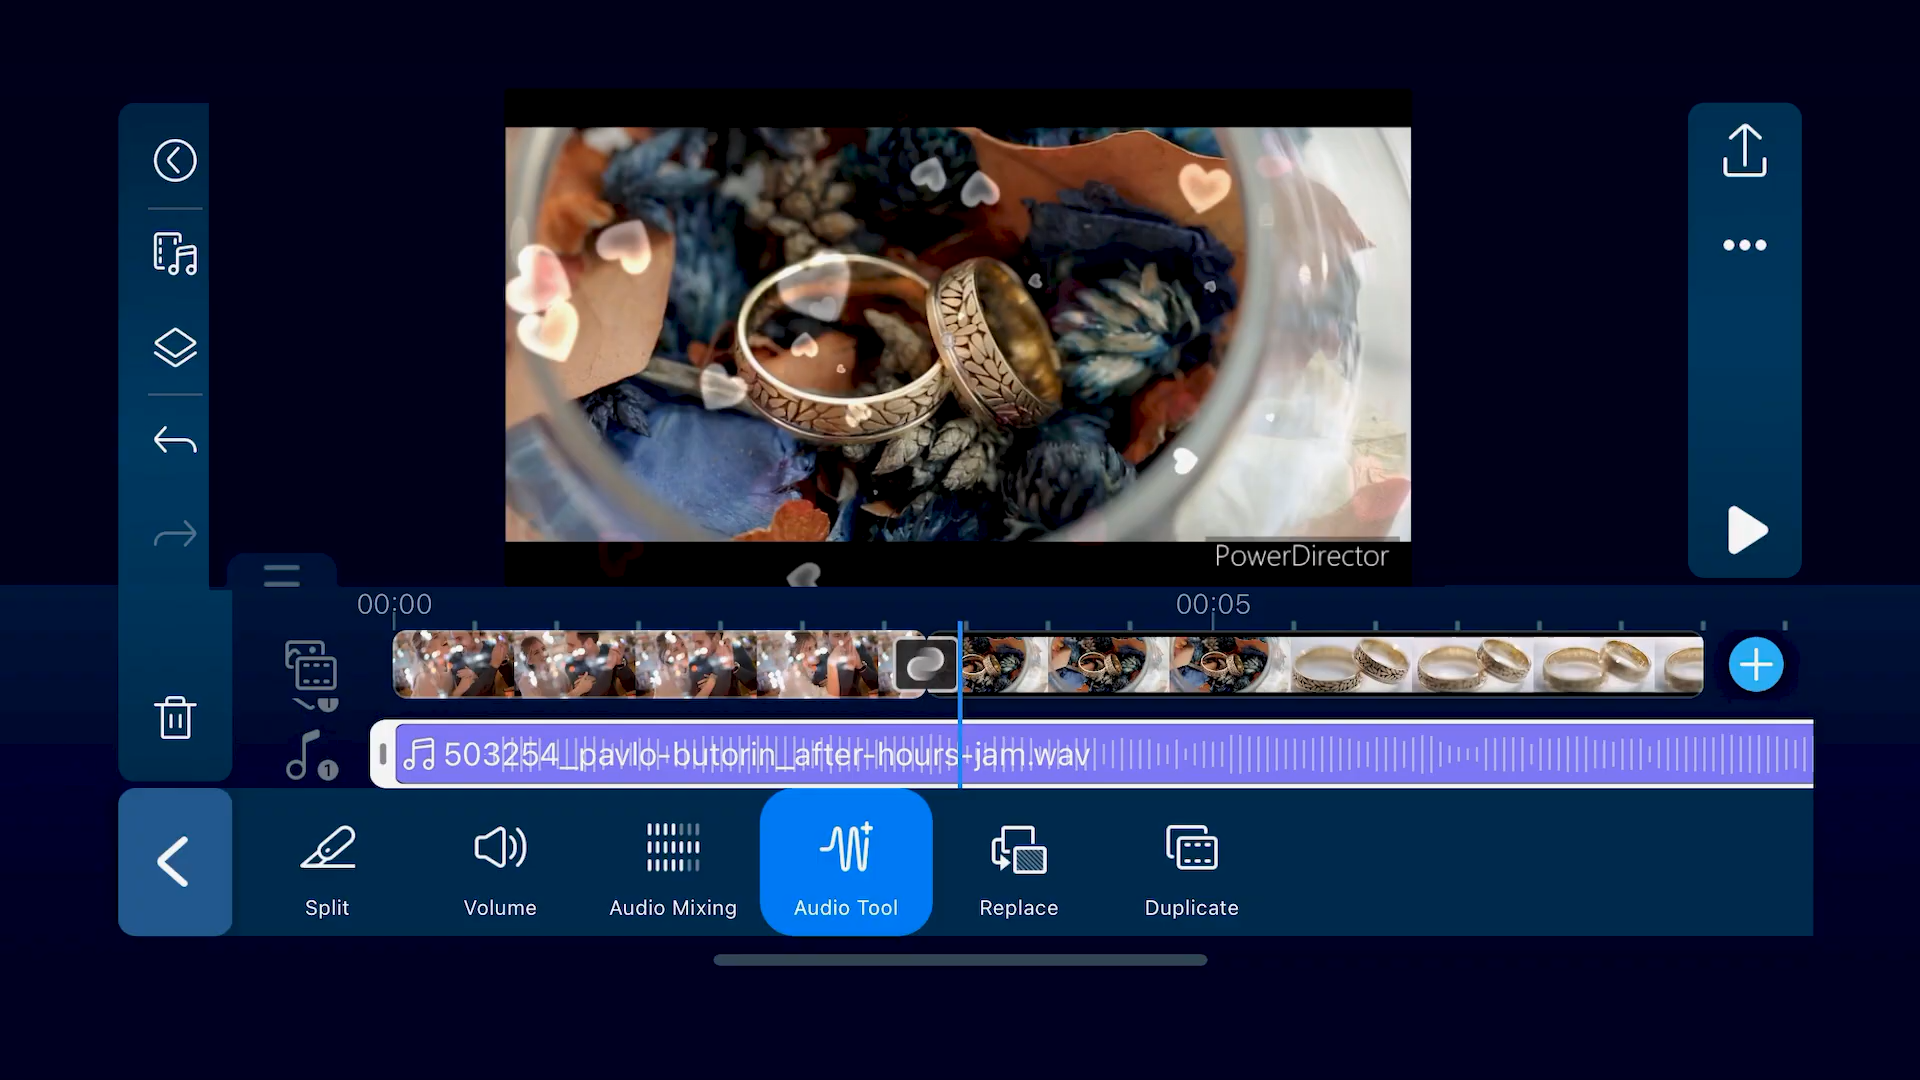 PowerDirector
00:00
00:05
503254_pavlo-butorin_after-hours-jam.wav
1
1
Split
Volume
Audio Mixing
Audio Tool
Replace
Duplicate